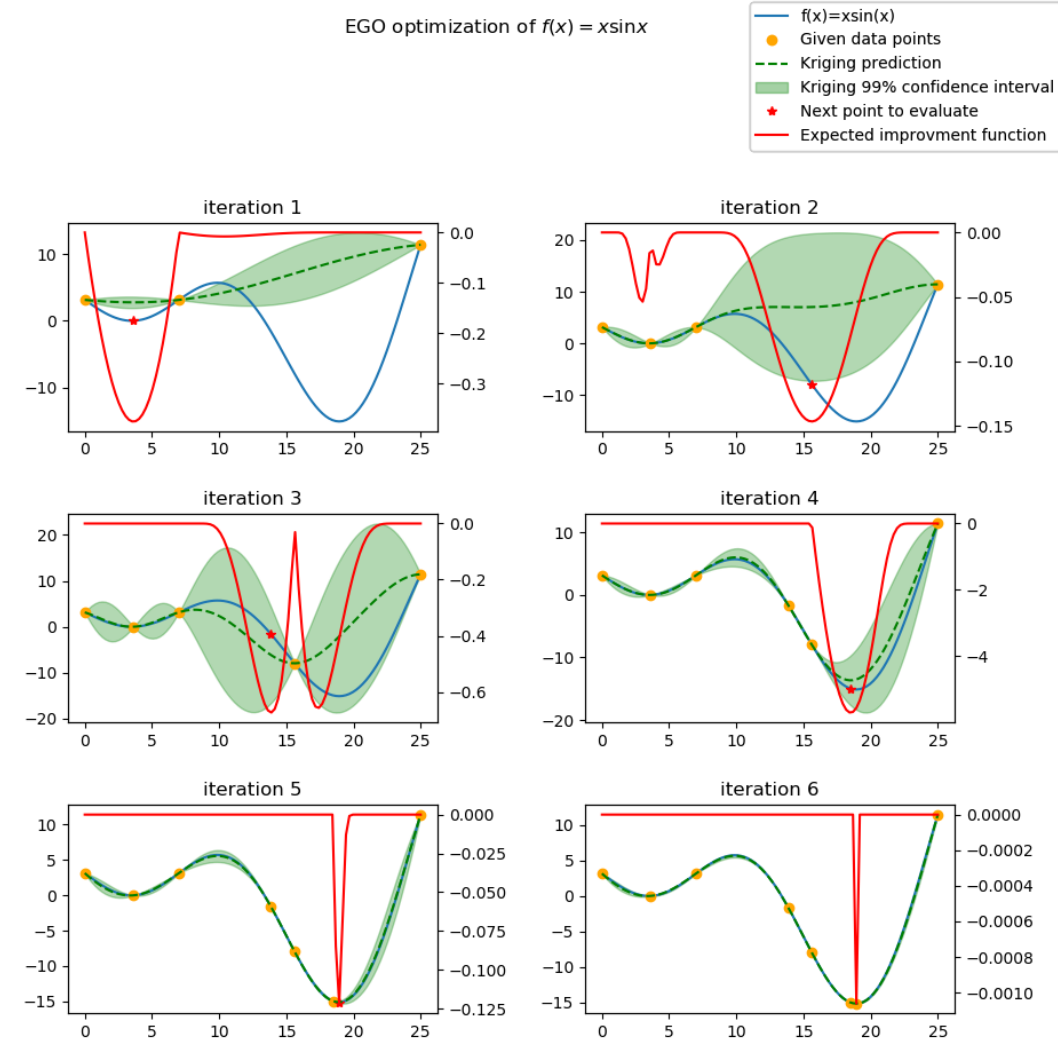 EGO optimization of f(x) = xsinx
f(x)=xsin(x)
Given data points
Kriging prediction
Kriging 99% confidence interval
Next point to evaluate
Expected improvment function
iteration 1
10
0
−10
0.0
−0.1
−0.2
−0.3
0 5 10 15 20 25
iteration 2
20
10
0
−10
0.00
−0.05
−0.10
−0.15
0 5 10 15 20 25
iteration 3
20
10
0
−10
−20
0.0
−0.2
−0.4
−0.6
0 5 10 15 20 25
iteration 4
10
0
−10
−20
0
−2
−4
0 5 10 15 20 25
iteration 5
10
5
0
−5
−10
−15
0.000
−0.025
−0.050
−0.075
−0.100
−0.125
0 5 10 15 20 25
iteration 6
10
5
0
−5
−10
−15
0.0000
−0.0002
−0.0004
−0.0006
−0.0008
−0.0010
0 5 10 15 20 25